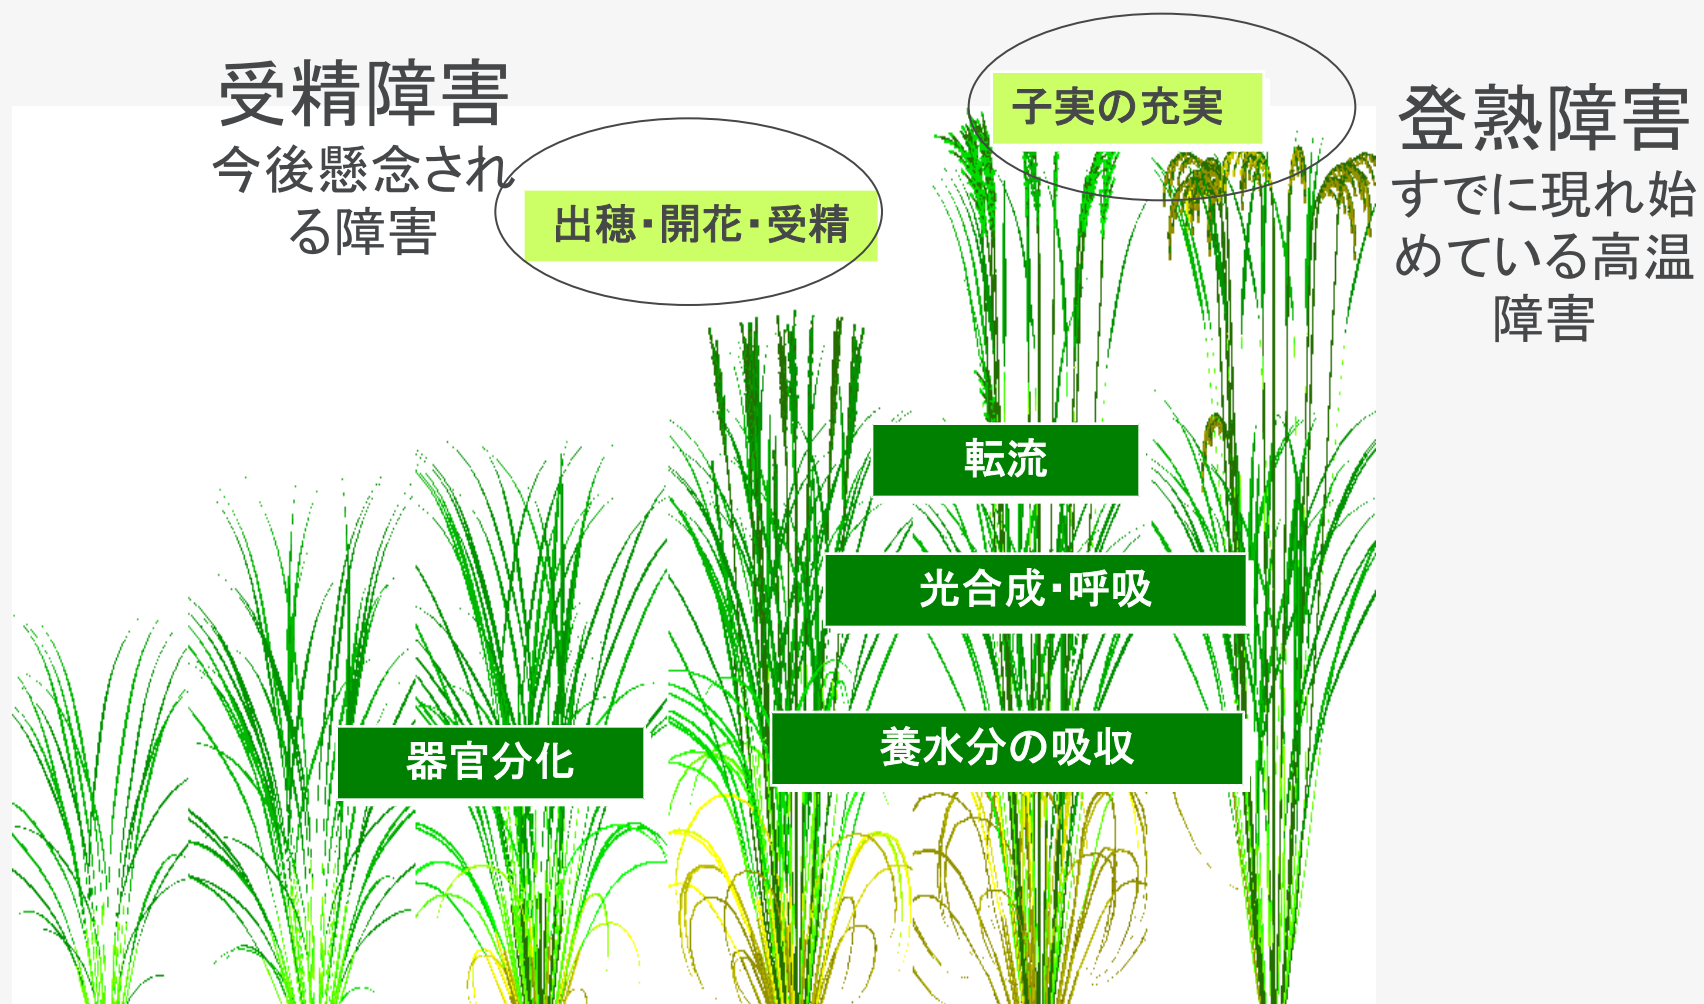 受精障害
今後懸念され
る障害
出穂・開花・受精
子実の充実
登熟障害
すでに現れ始
めている高温
障害
転流
光合成・呼吸
養水分の吸収
器官分化